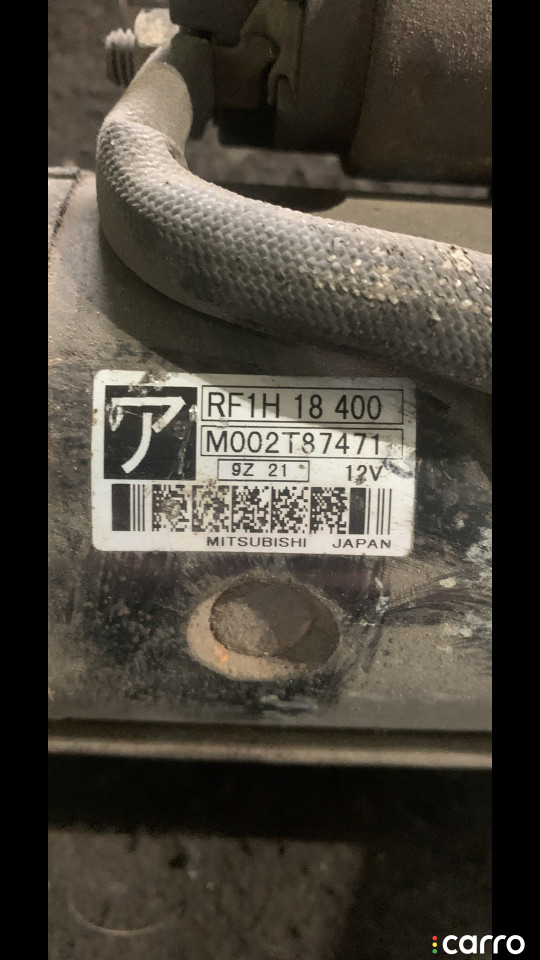 ア
RF1H 18 400
M002T87471
9Z 21 12V
MITSUBISHI JAPAN
carro